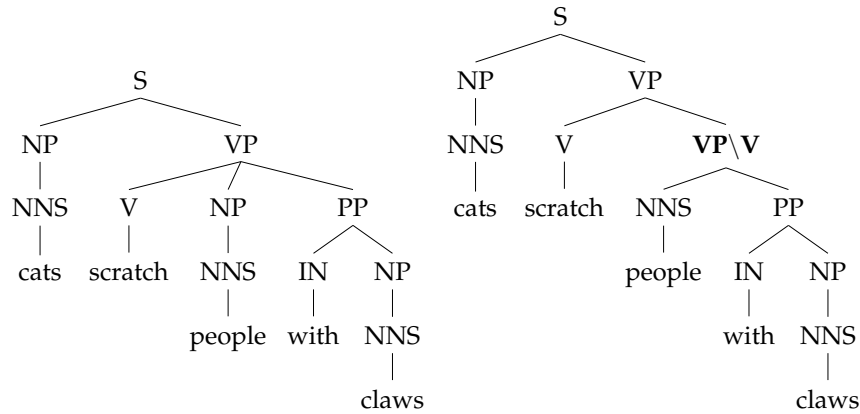 S
NP VP
NNS V NP PP
cats scratch NNS IN NP
people with NNS
claws
S
NP VP
NNS V VP\V
cats scratch NNS PP
people IN NP
with NNS
claws